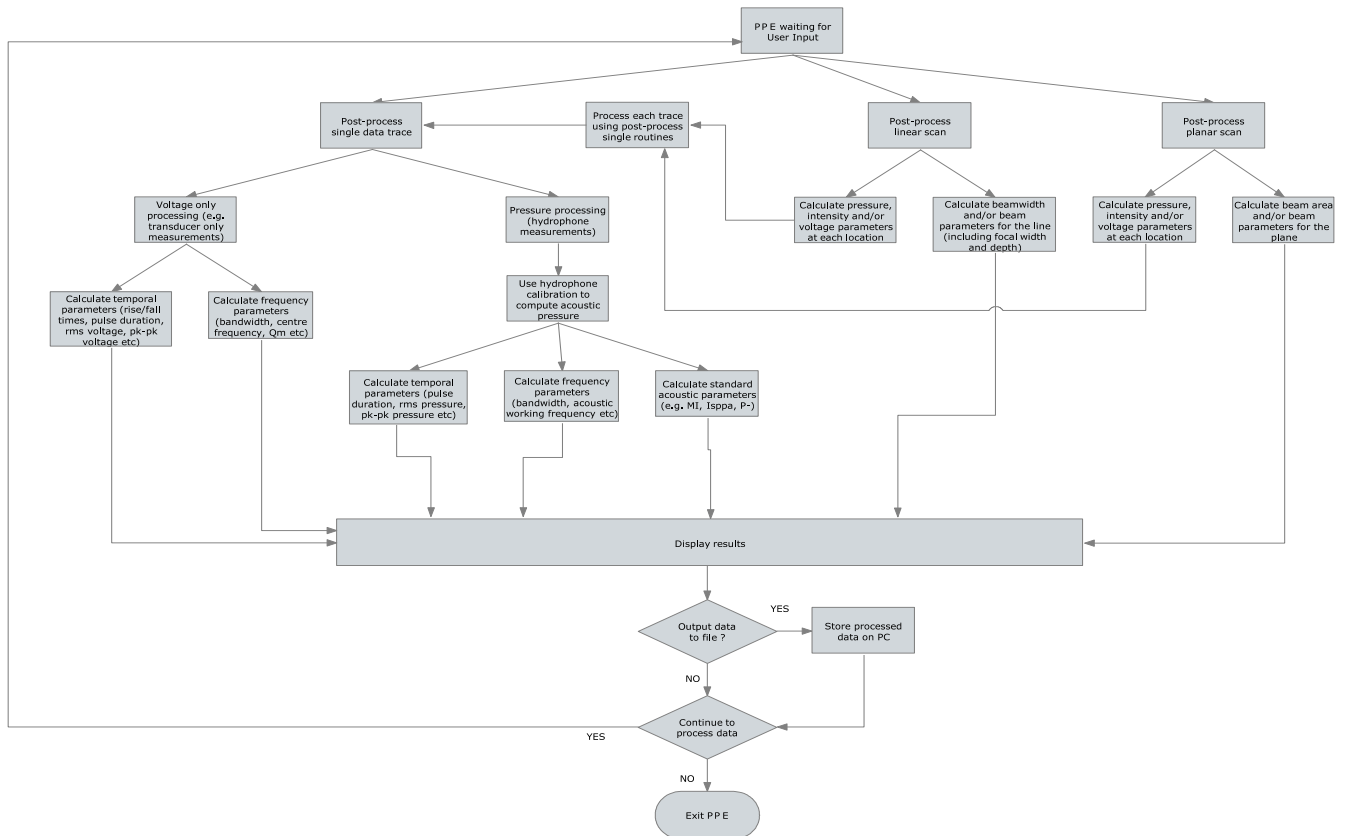 PPE waiting for
User Input
Post-process
single data trace
Process each trace
using post-process
single routines
Post-process
linear scan
Post-process
planar scan
Voltage only
processing (e.g.
transducer only
measurements)
Pressure processing
(hydrophone
measurements)
Calculate pressure,
intensity and/or
voltage parameters
at each location
Calculate beamwidth
and/or beam
parameters for the line
(including focal width
and depth)
Calculate pressure,
intensity and/or
voltage parameters
at each location
Calculate beam area
and/or beam
parameters for the
plane
Calculate temporal
parameters (rise/fall
times, pulse duration,
rms voltage, pk-pk
voltage etc)
Calculate frequency
parameters
(bandwidth, centre
frequency, Qm etc)
Use hydrophone
calibration to
compute acoustic
pressure
Calculate temporal
parameters (pulse
duration, rms pressure,
pk-pk pressure etc)
Calculate frequency
parameters
(bandwidth, acoustic
working frequency etc)
Calculate standard
acoustic parameters
(e.g. MI, Isppa, P-)
Display results
Output data
to file ?
YES
Store processed
data on PC
NO
Continue to
process data
YES
NO
Exit PPE